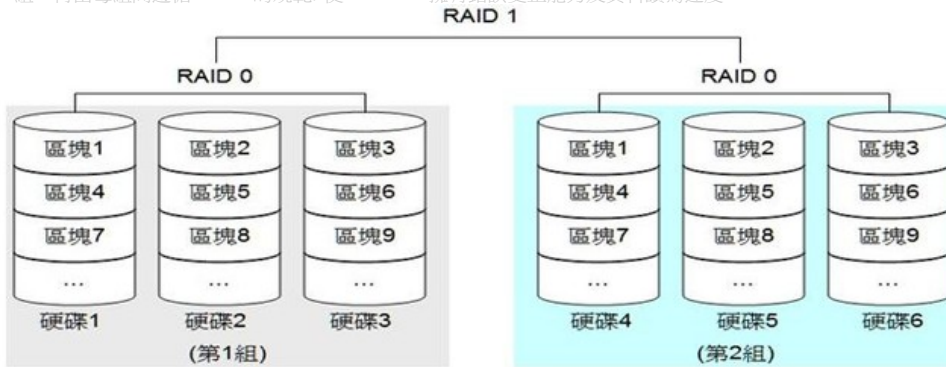 RAID 1
RAID 0 RAID 0
區塊1 區塊2 區塊3 區塊1 區塊2 區塊3
區塊4 區塊5 區塊6 區塊4 區塊5 區塊6
區塊7 區塊8 區塊9 區塊7 區塊8 區塊9
... ... ... ... ... ...
硬碟1 硬碟2 硬碟3 硬碟4 硬碟5 硬碟6
(第1組) (第2組)